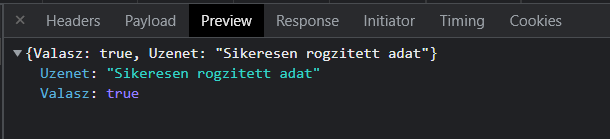 Headers Payload Preview Response Initiator Timing Cookies
{Valasz: true, Uzenet: "Sikeresen rogzitett adat"}
Uzenet: "Sikeresen rogzitett adat"
Valasz: true